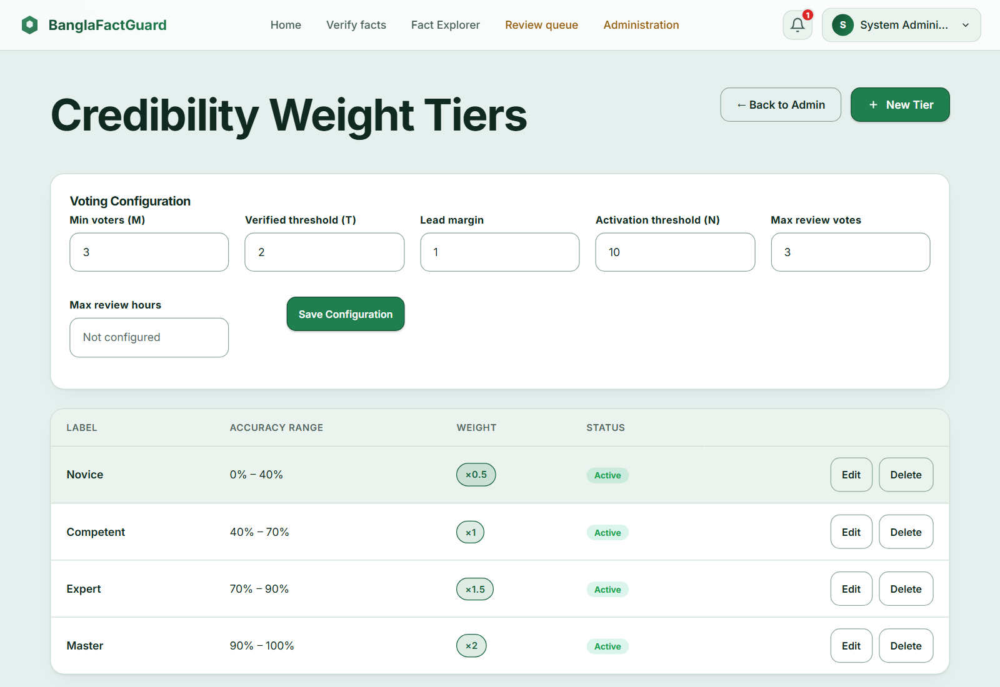 BanglaFactGuard
Home Verify facts Fact Explorer Review queue Administration
1
S System Admini...
Credibility Weight Tiers
← Back to Admin
+ New Tier
Voting Configuration
Min voters (M) Verified threshold (T) Lead margin Activation threshold (N) Max review votes
3 2 1 10 3
Max review hours
Not configured
Save Configuration
LABEL ACCURACY RANGE WEIGHT STATUS
Novice 0% – 40% ×0.5 Active Edit Delete
Competent 40% – 70% ×1 Active Edit Delete
Expert 70% – 90% ×1.5 Active Edit Delete
Master 90% – 100% ×2 Active Edit Delete